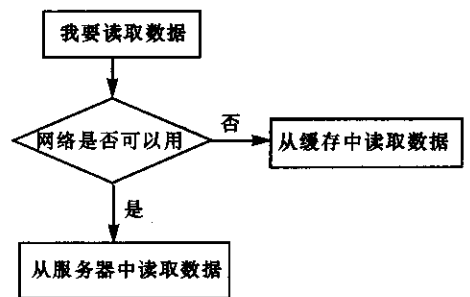 我要读取数据
网络是否可以用
否
从缓存中读取数据
是
从服务器中读取数据